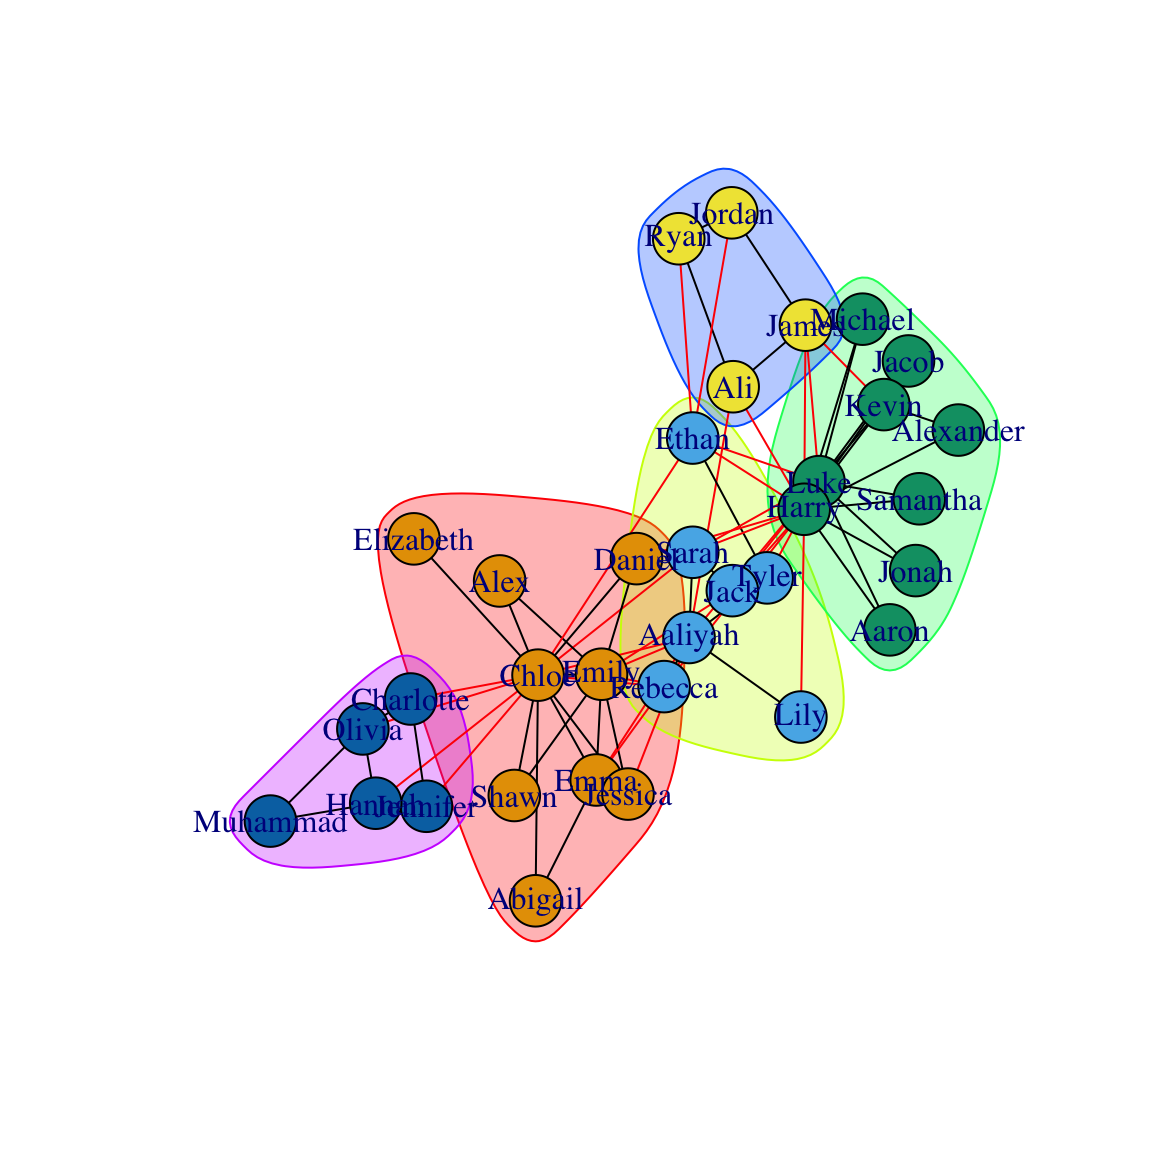 Jordan
Ryan
Michael
James
Jacob
Ali
Kevin
Alexander
Ethan
Luke
Samantha
Harry
Elizabeth
Daniel
Sarah
Jonah
Alex
Tyler
Jack
Aaron
Aaliyah
Chloe
Emily
Rebecca
Charlotte
Lily
Olivia
Emma
Jessica
Shawn
Hannah
Jennifer
Muhammad
Abigail